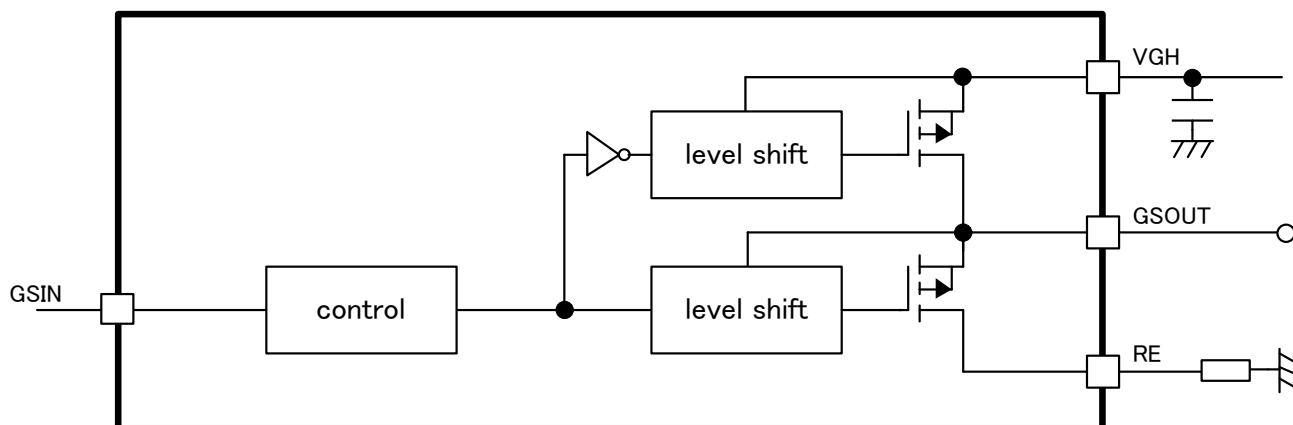 VGH
level shift
GSOUT
GSIN
control
level shift
RE